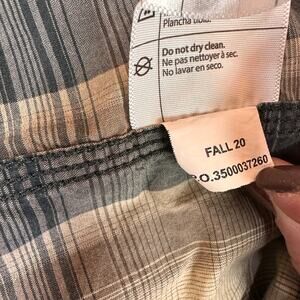 Plancha tibia.
Do not dry clean.
Ne pas nettoyer à sec.
No lavar en seco.
FALL 20
O.3500037260